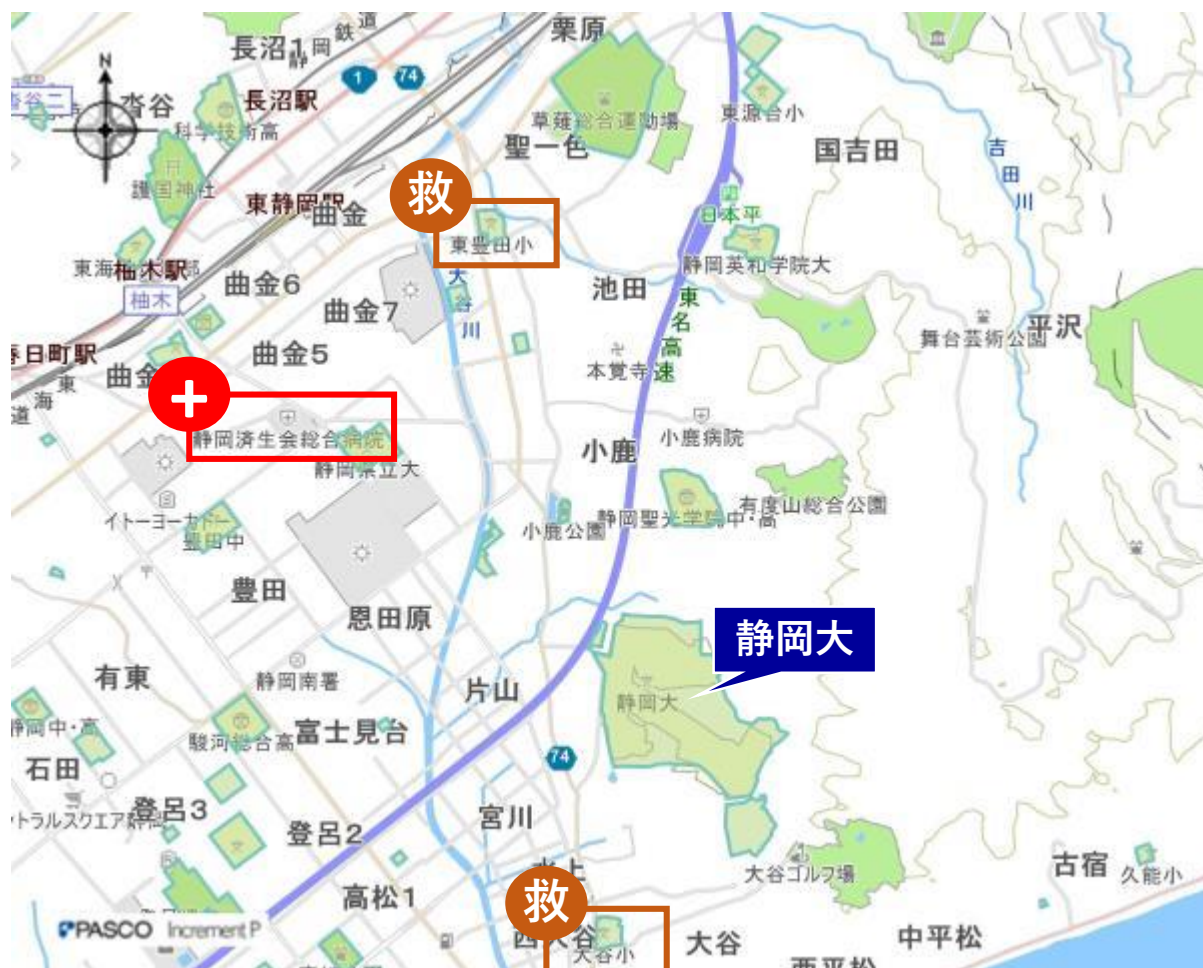 栗原
長沼1
静岡鉄道
1
74
N
沓谷
長沼駅
科学技術高
草薙総合運動場
東源台小
聖一色
国吉田
吉田川
護国神社
救
東静岡駅
曲金
日本平
東豊田小
静岡英和学院大
柚木駅
柚木
曲金6
大谷川
池田
東名高速
曲金7
舞台芸術公園
平沢
春日町駅
曲金5
本覚寺
東海道
+
静岡済生会総合病院
小鹿
小鹿病院
静岡県立大
有度山総合公園
イトーヨーカドー
豊田中
小鹿公園
静岡聖光学院中・高
豊田
恩田原
静岡大
有東
静岡南署
片山
静岡大
静岡中・高
駿河総合高
富士見台
石田
74
登呂3
宮川
登呂2
大谷ゴルフ場
古宿
久能小
水上
高松1
救
PASCO Increment P
西大谷
大谷小
大谷
中平松
西平松